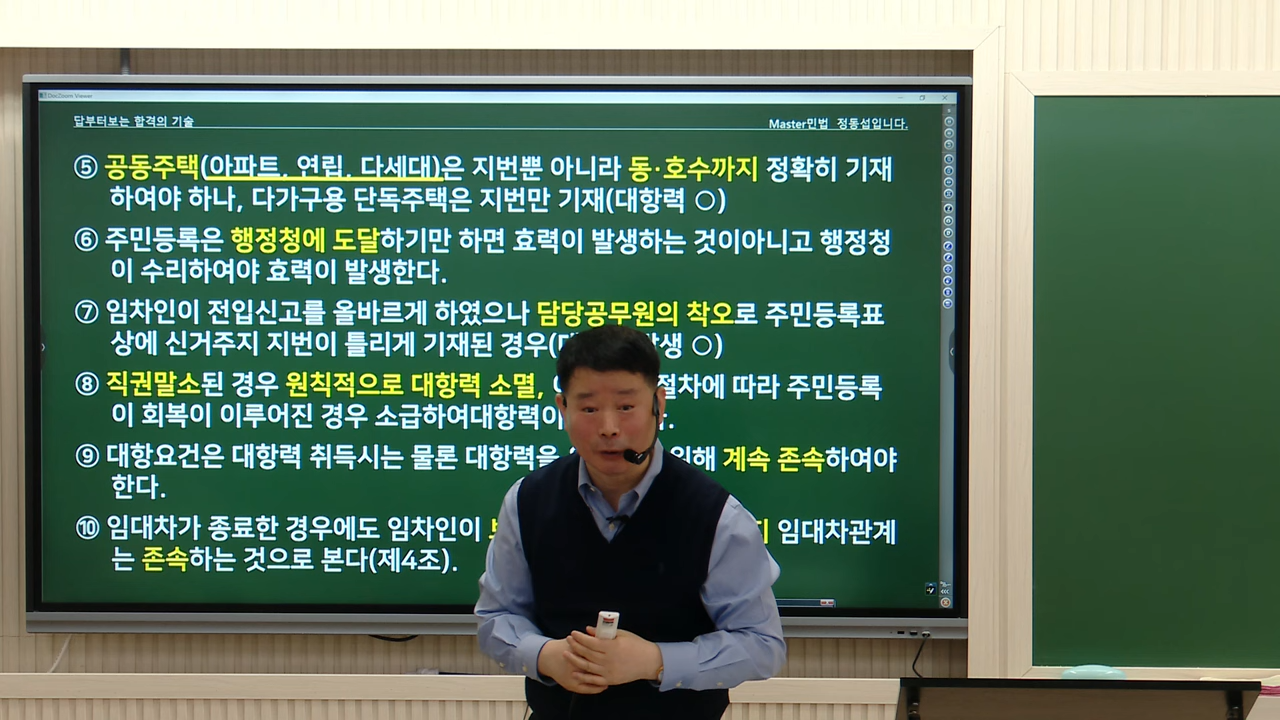 DocZoom Viewer
답부터보는 합격의 기술
Master민법 정동섭입니다.
⑤ 공동주택(아파트, 연립, 다세대)은 지번뿐 아니라 동·호수까지 정확히 기재
하여야 하나, 다가구용 단독주택은 지번만 기재(대항력 ○)
⑥ 주민등록은 행정청에 도달하기만 하면 효력이 발생하는 것이아니고 행정청
이 수리하여야 효력이 발생한다.
⑦ 임차인이 전입신고를 올바르게 하였으나 담당공무원의 착오로 주민등록표
상에 신거주지 지번이 틀리게 기재된 경우( 발생 ○)
⑧ 직권말소된 경우 원칙적으로 대항력 소멸, 절차에 따라 주민등록
이 회복이 이루어진 경우 소급하여대항력이
⑨ 대항요건은 대항력 취득시는 물론 대항력을 위해 계속 존속하여야
한다.
⑩ 임대차가 종료한 경우에도 임차인이 임대차관계
는 존속하는 것으로 본다(제4조).